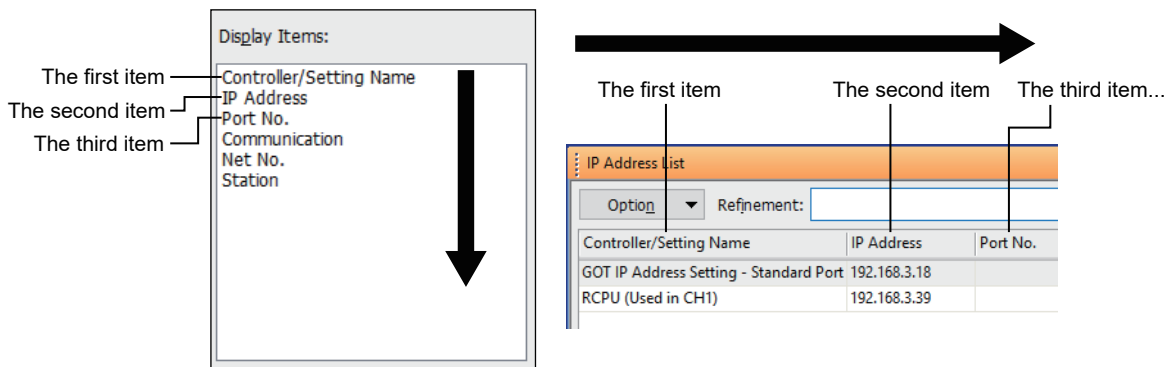 Display Items:
The first item
The second item
The third item
Controller/Setting Name
IP Address
Port No.
Communication
Net No.
Station
The first item
The second item
The third item...
IP Address List
Option
Refinement:
Controller/Setting Name IP Address Port No.
GOT IP Address Setting - Standard Port 192.168.3.18
RCPU (Used in CH1) 192.168.3.39